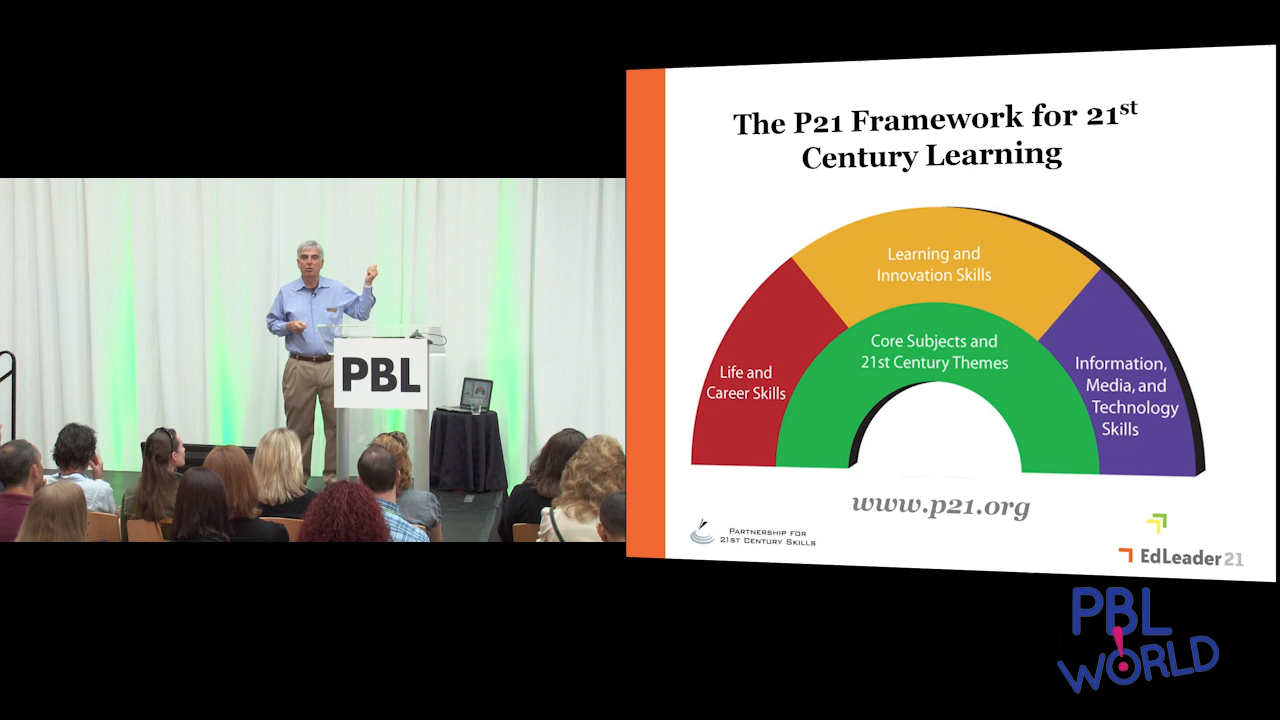 PBL
The P21 Framework for 21st
Century Learning
Learning and
Innovation Skills
Core Subjects and
21st Century Themes
Life and
Career Skills
Information,
Media, and
Technology
Skills
www.p21.org
PARTNERSHIP FOR
21ST CENTURY SKILLS
EdLeader21
PBL
WORLD